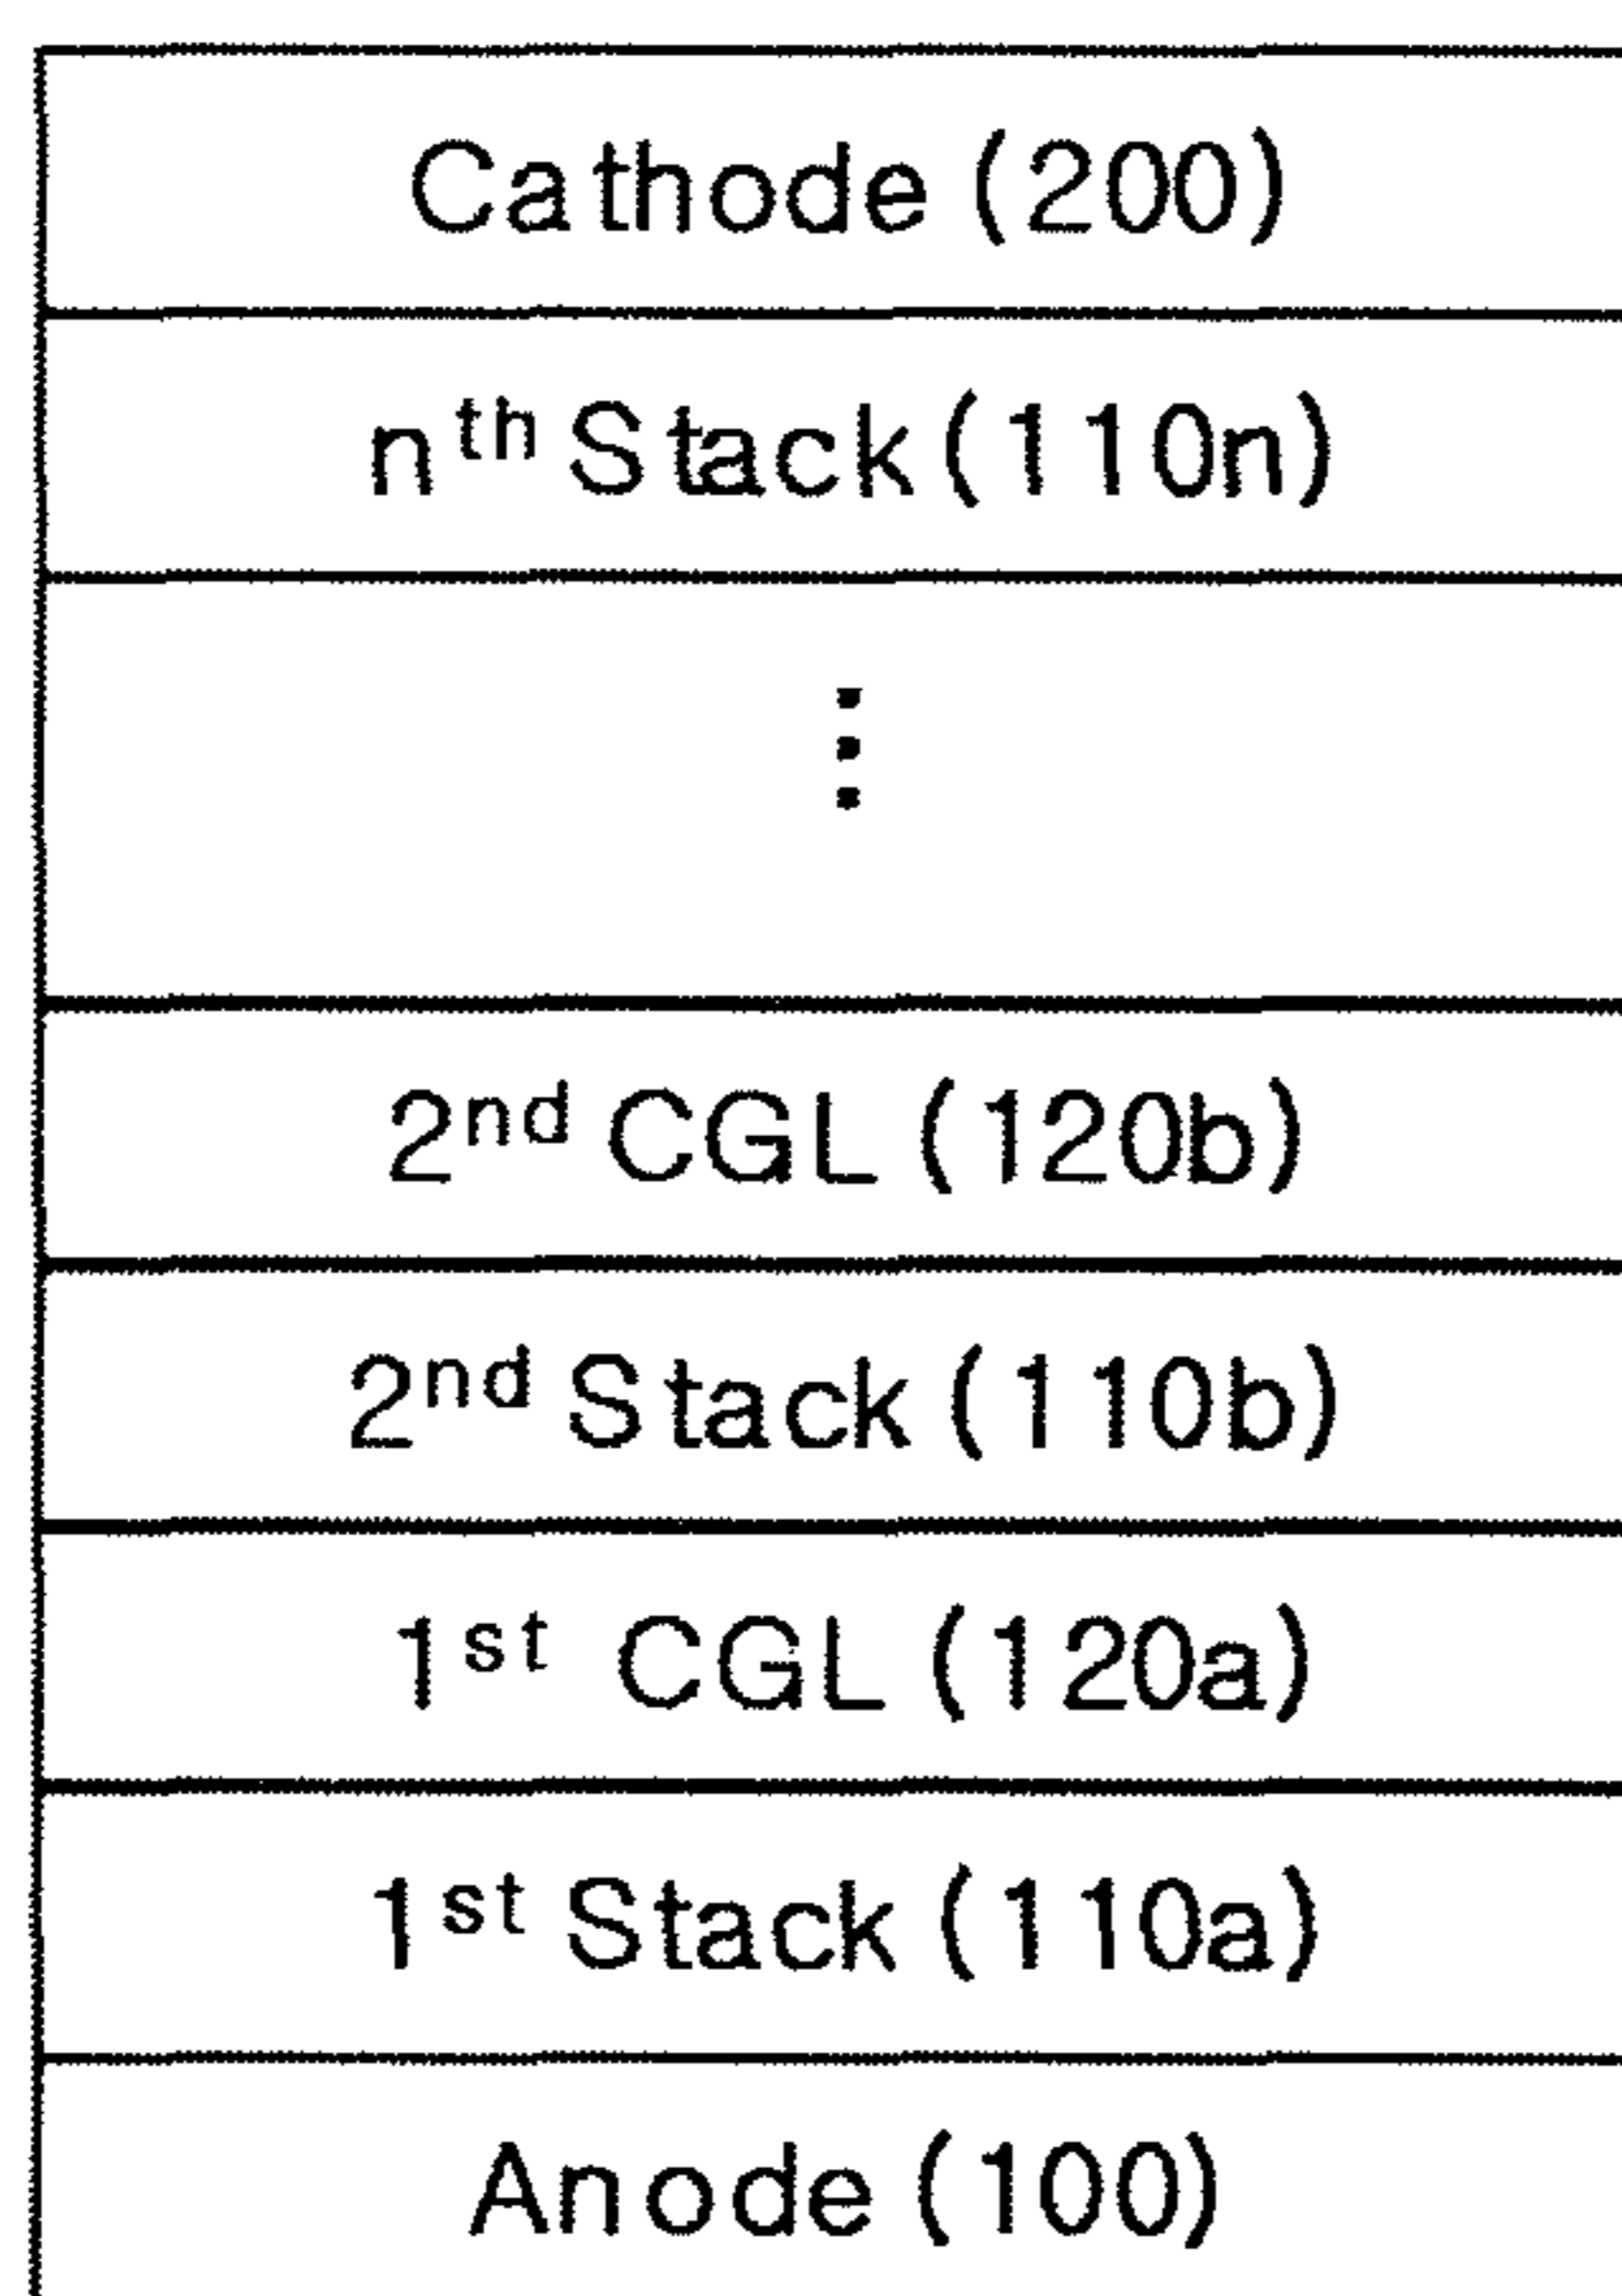 Cathode (200)
nth Stack (110n)
⋮
2nd CGL (120b)
2nd Stack (110b)
1st CGL (120a)
1st Stack (110a)
Anode (100)